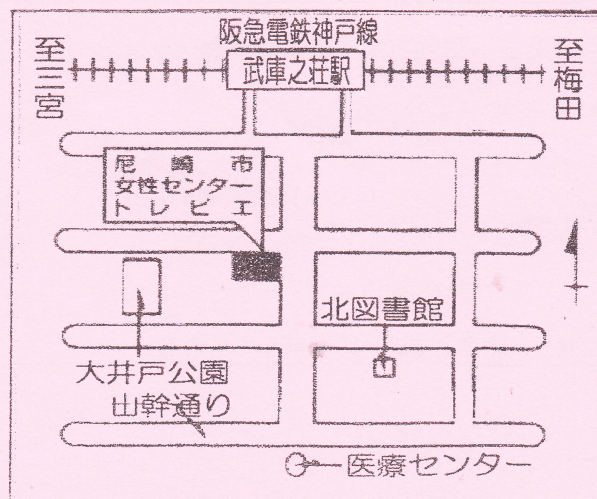 阪急電鉄神戸線
至三宮
武庫之荘駅
至梅田
尼崎市
女性センター
トレピエ
北図書館
大井戸公園
山幹通り
医療センター